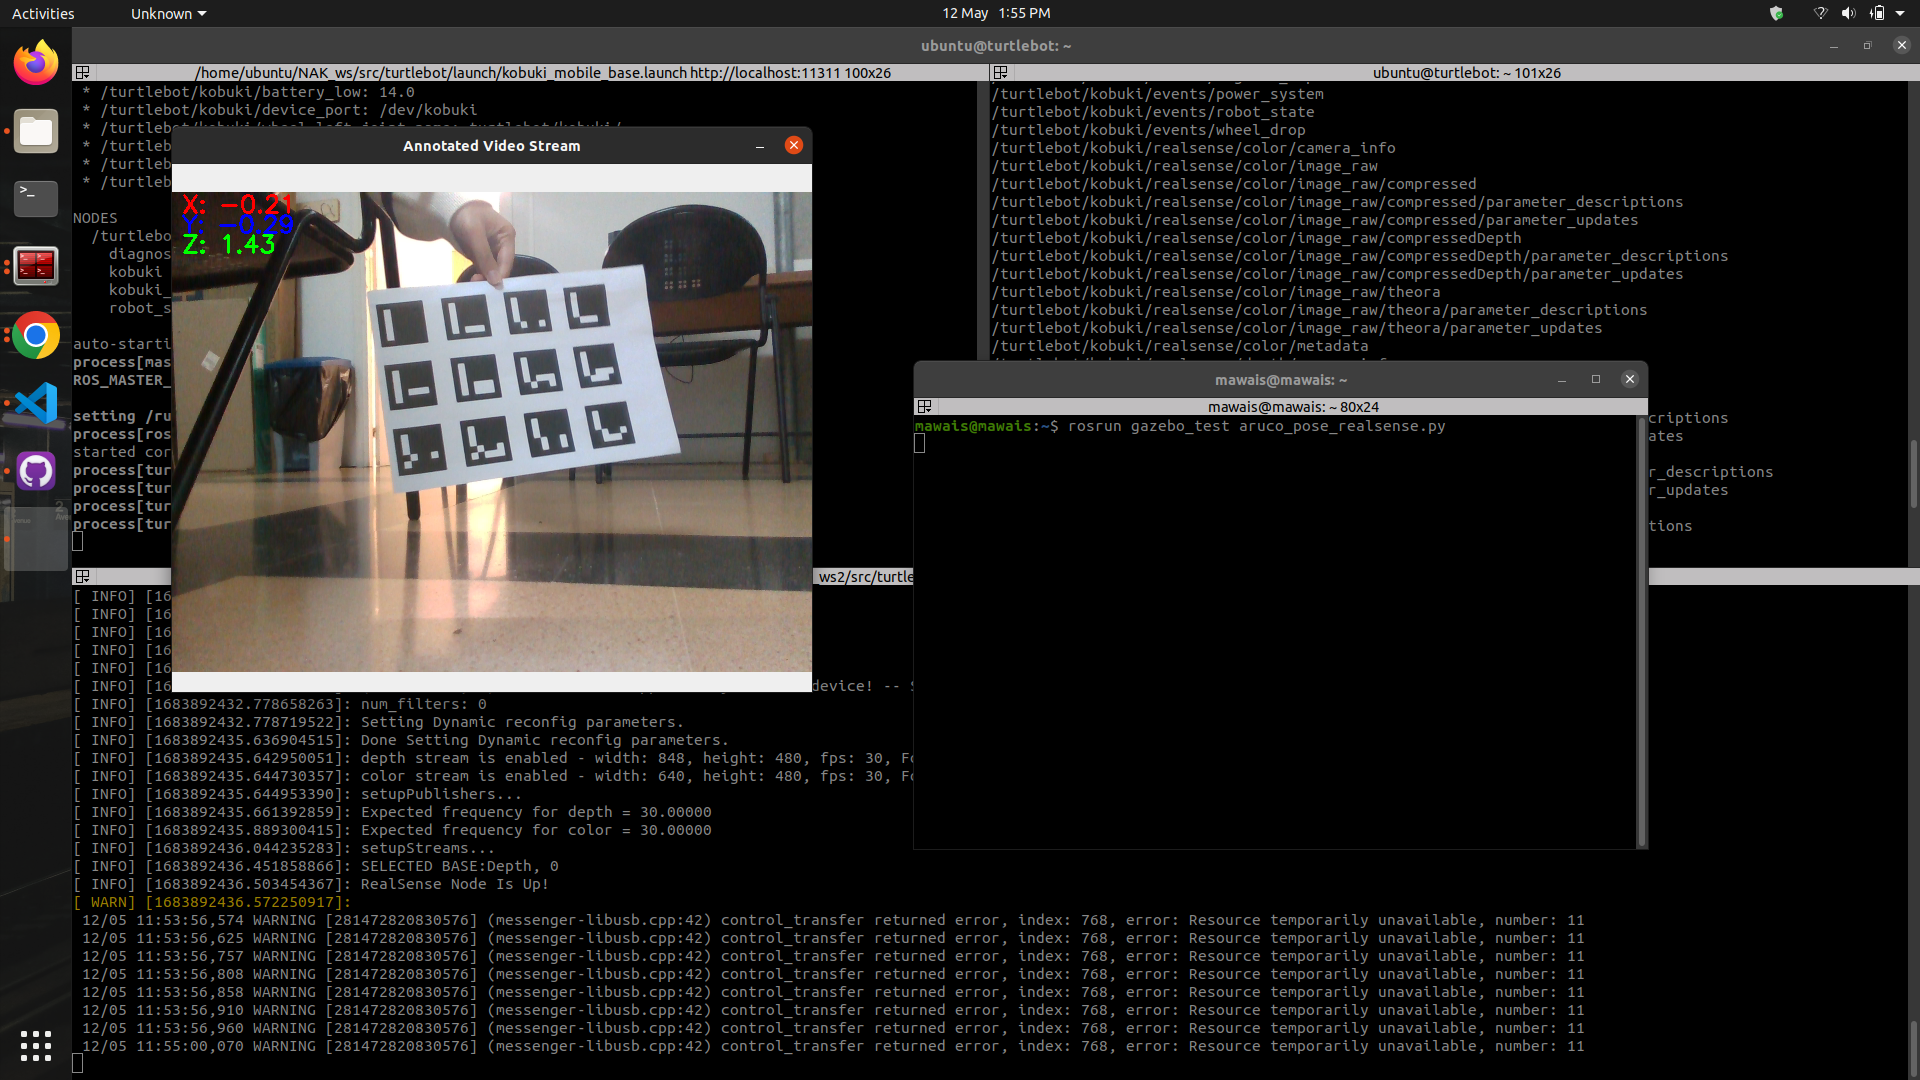 Activities
Unknown
12 May 1:55 PM
ubuntu@turtlebot: ~
/home/ubuntu/NAK_ws/src/turtlebot/launch/kobuki_mobile_base.launch http://localhost:11311 100x26
* /turtlebot/kobuki/battery_low: 14.0
* /turtlebot/kobuki/device_port: /dev/kobuki
* /turtleb
* /turtleb
* /turtleb
* /turtleb
NODES
/turtlebo
diagnos
kobuki
kobuki_
robot_s
auto-starti
process[mas
ROS_MASTER_
setting /ru
process[ros
started cor
process[tur
process[tur
process[tur
process[tur
Annotated Video Stream
X: -0.21
Y: -0.29
Z: 1.43
ubuntu@turtlebot: ~ 101x26
/turtlebot/kobuki/events/power_system
/turtlebot/kobuki/events/robot_state
/turtlebot/kobuki/events/wheel_drop
/turtlebot/kobuki/realsense/color/camera_info
/turtlebot/kobuki/realsense/color/image_raw
/turtlebot/kobuki/realsense/color/image_raw/compressed
/turtlebot/kobuki/realsense/color/image_raw/compressed/parameter_descriptions
/turtlebot/kobuki/realsense/color/image_raw/compressed/parameter_updates
/turtlebot/kobuki/realsense/color/image_raw/compressedDepth
/turtlebot/kobuki/realsense/color/image_raw/compressedDepth/parameter_descriptions
/turtlebot/kobuki/realsense/color/image_raw/compressedDepth/parameter_updates
/turtlebot/kobuki/realsense/color/image_raw/theora
/turtlebot/kobuki/realsense/color/image_raw/theora/parameter_descriptions
/turtlebot/kobuki/realsense/color/image_raw/theora/parameter_updates
/turtlebot/kobuki/realsense/color/metadata
criptions
ates
r_descriptions
r_updates
tions
mawais@mawais: ~
mawais@mawais: ~ 80x24
mawais@mawais:~$ rosrun gazebo_test aruco_pose_realsense.py
ws2/src/turtle
[ INFO] [16
[ INFO] [16
[ INFO] [16
[ INFO] [16
[ INFO] [16
[ INFO] [16 device! -- S
[ INFO] [1683892432.778658263]: num_filters: 0
[ INFO] [1683892432.778719522]: Setting Dynamic reconfig parameters.
[ INFO] [1683892435.636904515]: Done Setting Dynamic reconfig parameters.
[ INFO] [1683892435.642950051]: depth stream is enabled - width: 848, height: 480, fps: 30, Fo
[ INFO] [1683892435.644730357]: color stream is enabled - width: 640, height: 480, fps: 30, Fo
[ INFO] [1683892435.644953390]: setupPublishers...
[ INFO] [1683892435.661392859]: Expected frequency for depth = 30.00000
[ INFO] [1683892435.889300415]: Expected frequency for color = 30.00000
[ INFO] [1683892436.044235283]: setupStreams...
[ INFO] [1683892436.451858866]: SELECTED BASE:Depth, 0
[ INFO] [1683892436.503454367]: RealSense Node Is Up!
[ WARN] [1683892436.572250917]:
12/05 11:53:56,574 WARNING [281472820830576] (messenger-libusb.cpp:42) control_transfer returned error, index: 768, error: Resource temporarily unavailable, number: 11
12/05 11:53:56,625 WARNING [281472820830576] (messenger-libusb.cpp:42) control_transfer returned error, index: 768, error: Resource temporarily unavailable, number: 11
12/05 11:53:56,757 WARNING [281472820830576] (messenger-libusb.cpp:42) control_transfer returned error, index: 768, error: Resource temporarily unavailable, number: 11
12/05 11:53:56,808 WARNING [281472820830576] (messenger-libusb.cpp:42) control_transfer returned error, index: 768, error: Resource temporarily unavailable, number: 11
12/05 11:53:56,858 WARNING [281472820830576] (messenger-libusb.cpp:42) control_transfer returned error, index: 768, error: Resource temporarily unavailable, number: 11
12/05 11:53:56,910 WARNING [281472820830576] (messenger-libusb.cpp:42) control_transfer returned error, index: 768, error: Resource temporarily unavailable, number: 11
12/05 11:53:56,960 WARNING [281472820830576] (messenger-libusb.cpp:42) control_transfer returned error, index: 768, error: Resource temporarily unavailable, number: 11
12/05 11:55:00,070 WARNING [281472820830576] (messenger-libusb.cpp:42) control_transfer returned error, index: 768, error: Resource temporarily unavailable, number: 11